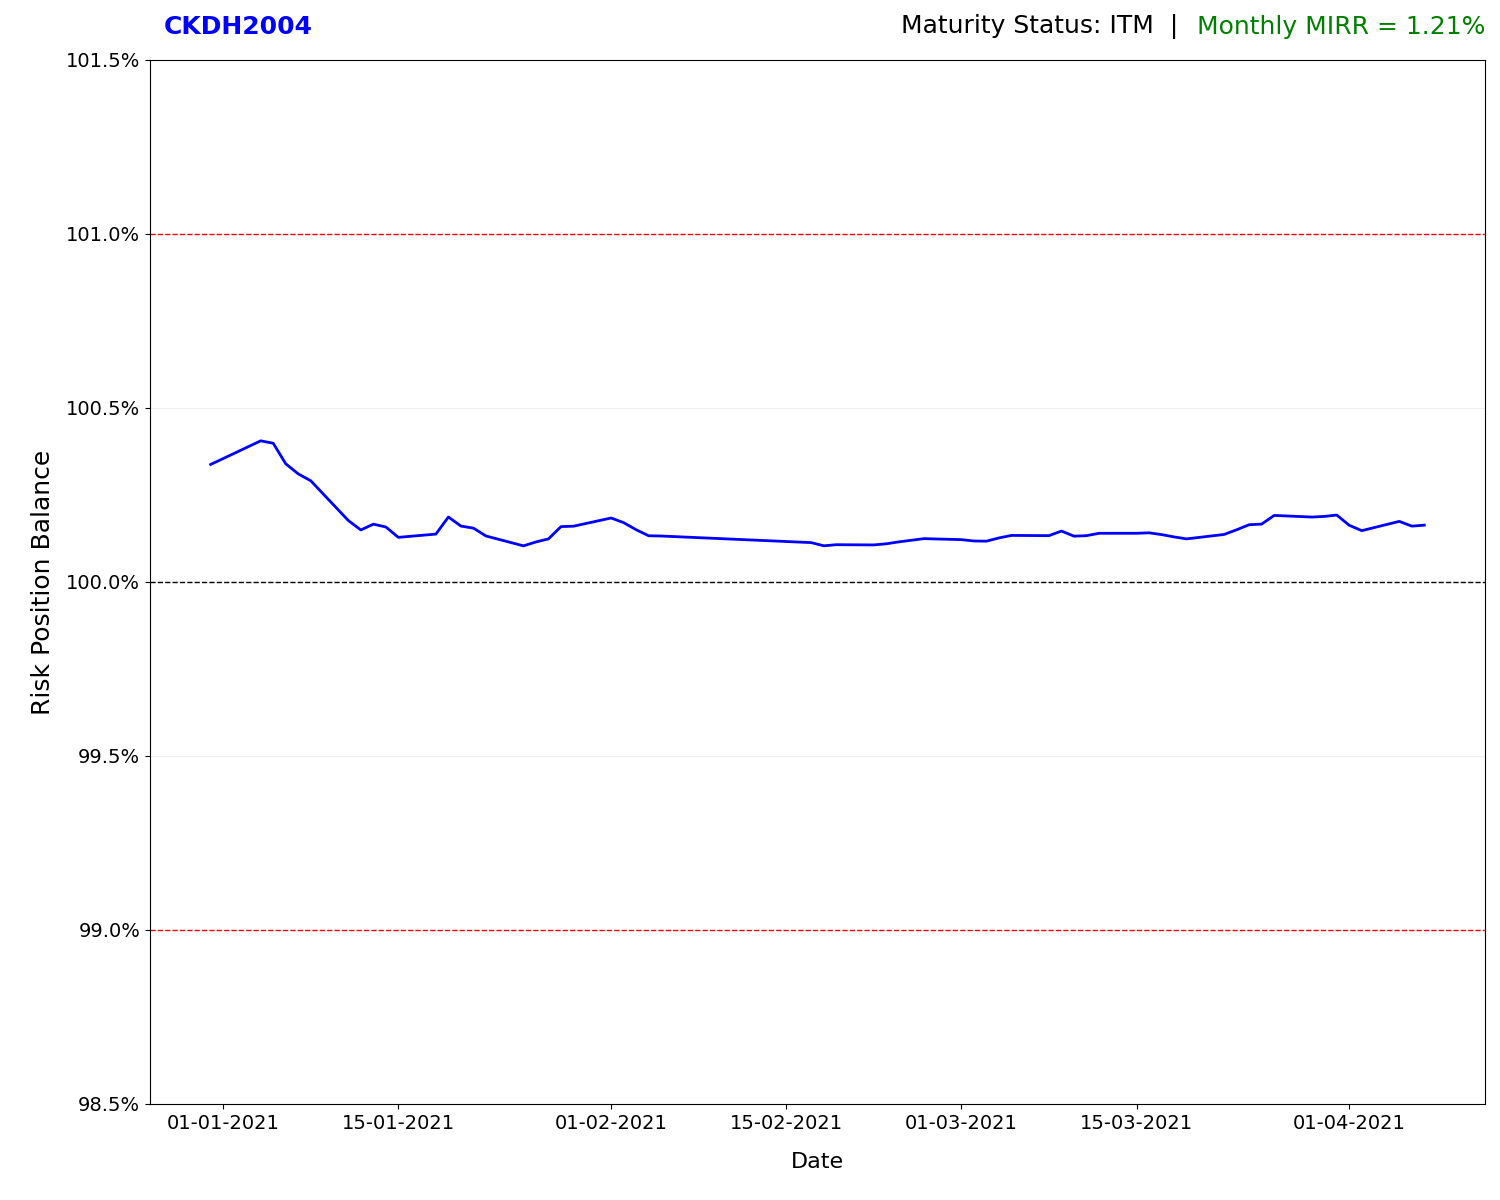 CKDH2004
Maturity Status: ITM | Monthly MIRR = 1.21%
101.5%
101.0%
100.5%
100.0%
99.5%
99.0%
98.5%
Risk Position Balance
01-01-2021 15-01-2021 01-02-2021 15-02-2021 01-03-2021 15-03-2021 01-04-2021
Date